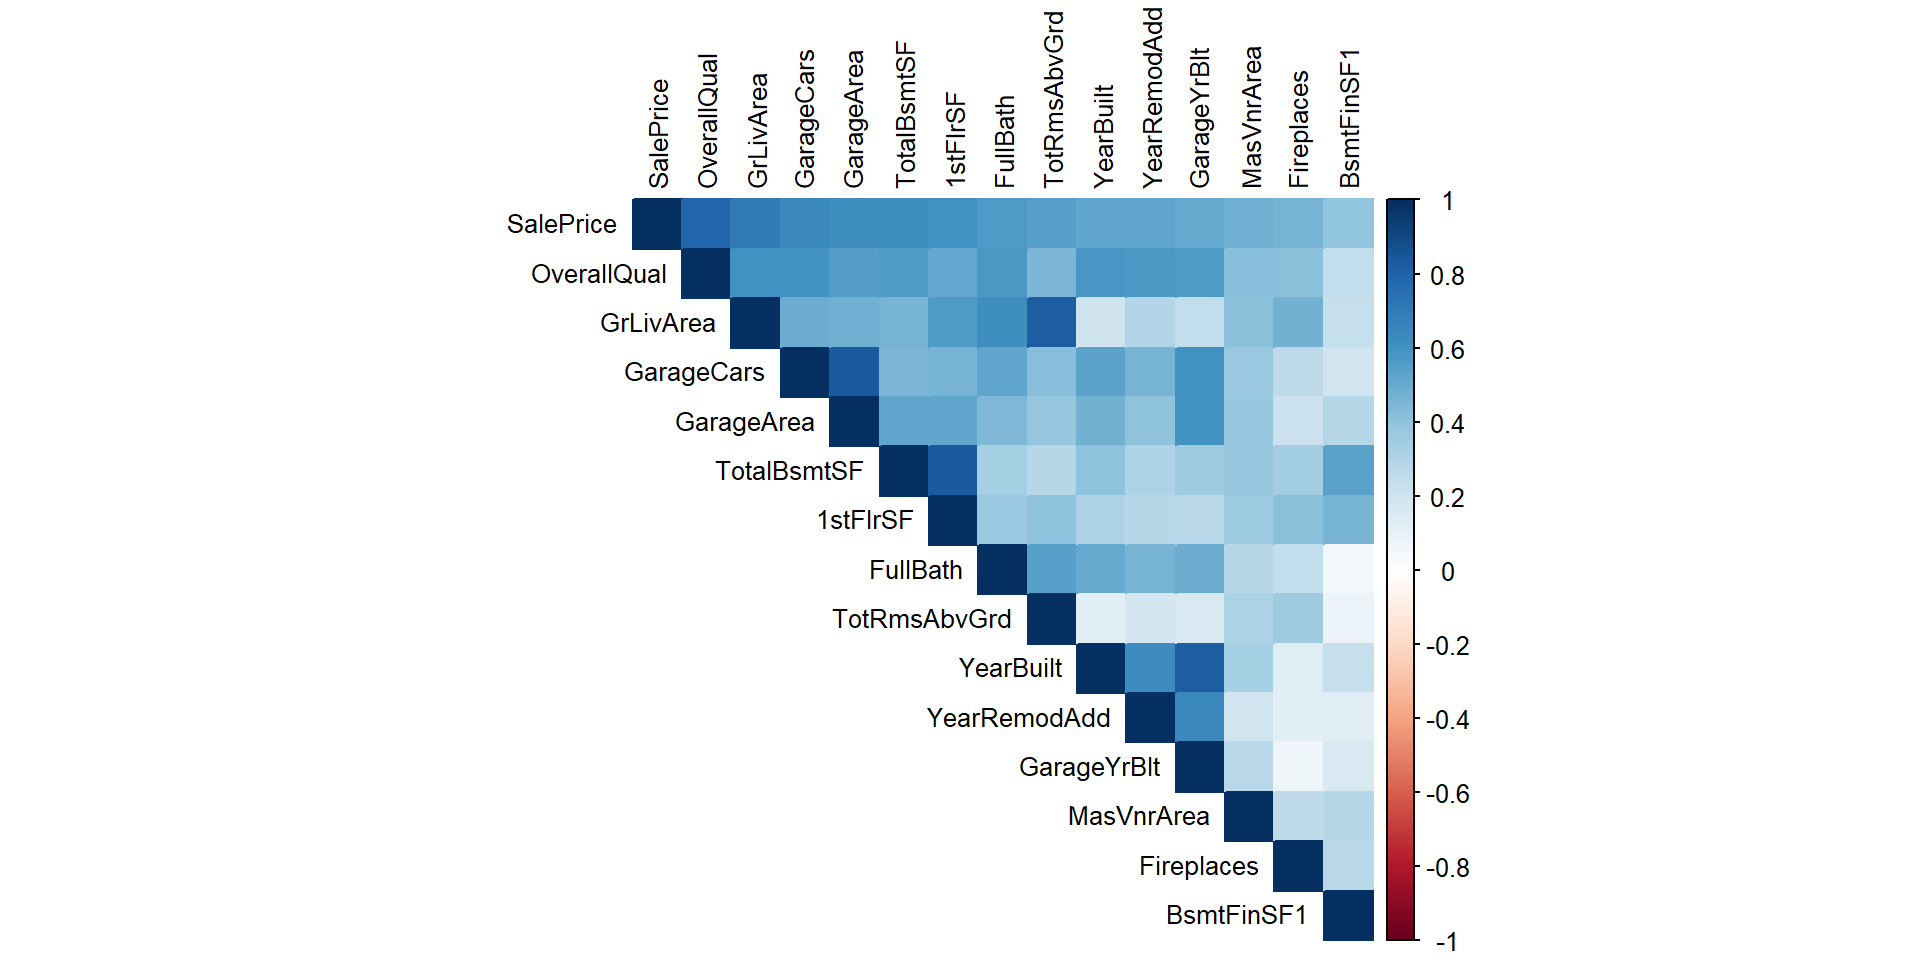 SalePrice
OverallQual
GrLivArea
GarageCars
GarageArea
TotalBsmtSF
1stFlrSF
FullBath
TotRmsAbvGrd
YearBuilt
YearRemodAdd
GarageYrBlt
MasVnrArea
Fireplaces
BsmtFinSF1
SalePrice
OverallQual
GrLivArea
GarageCars
GarageArea
TotalBsmtSF
1stFlrSF
FullBath
TotRmsAbvGrd
YearBuilt
YearRemodAdd
GarageYrBlt
MasVnrArea
Fireplaces
BsmtFinSF1
1
0.8
0.6
0.4
0.2
0
-0.2
-0.4
-0.6
-0.8
-1